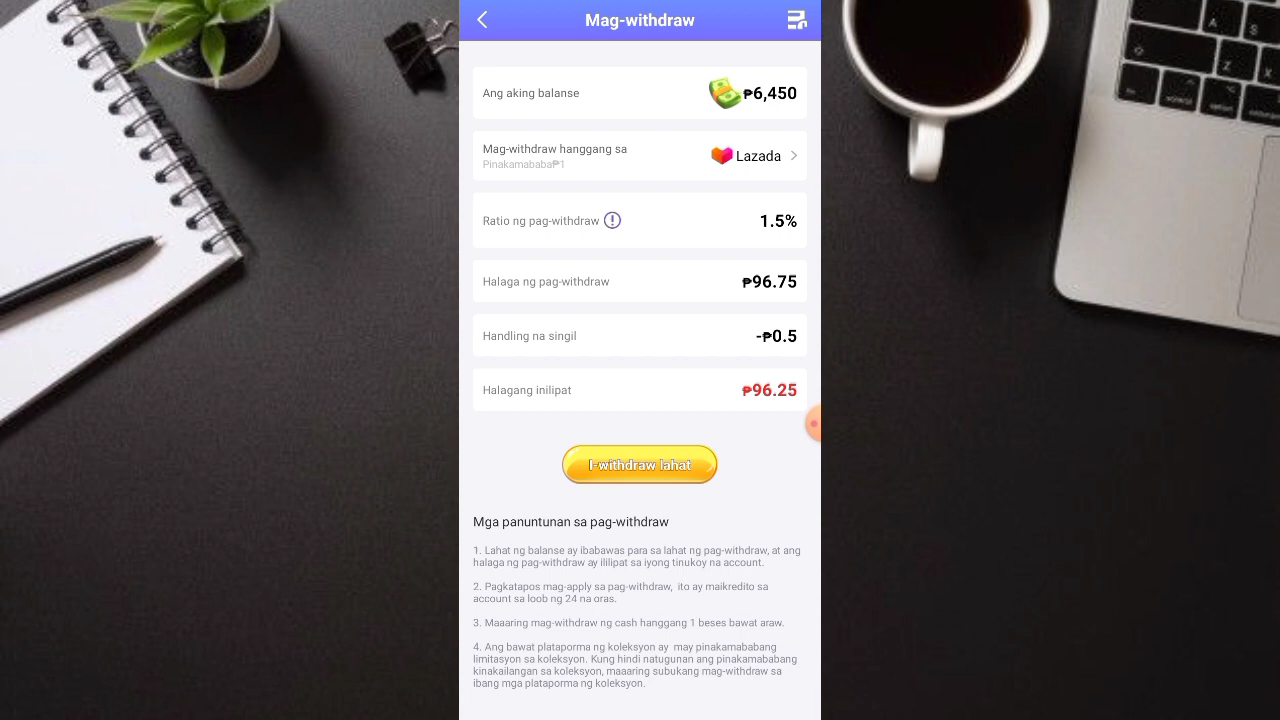 Mag-withdraw
Ang aking balanse
₱6,450
Mag-withdraw hanggang sa
Pinakamababa₱1
Lazada
Ratio ng pag-withdraw
1.5%
Halaga ng pag-withdraw
₱96.75
Handling na singil
-₱0.5
Halagang inilipat
₱96.25
I-withdraw lahat
Mga panuntunan sa pag-withdraw
1. Lahat ng balanse ay ibabawas para sa lahat ng pag-withdraw, at ang
halaga ng pag-withdraw ay ililipat sa iyong tinukoy na account.
2. Pagkatapos mag-apply sa pag-withdraw, ito ay maikredito sa
account sa loob ng 24 na oras.
3. Maaaring mag-withdraw ng cash hanggang 1 beses bawat araw.
4. Ang bawat plataporma ng koleksyon ay may pinakamababang
limitasyon sa koleksyon. Kung hindi natugunan ang pinakamababang
kinakailangan sa koleksyon, maaaring subukang mag-withdraw sa
ibang mga plataporma ng koleksyon.
A
S
Z
X